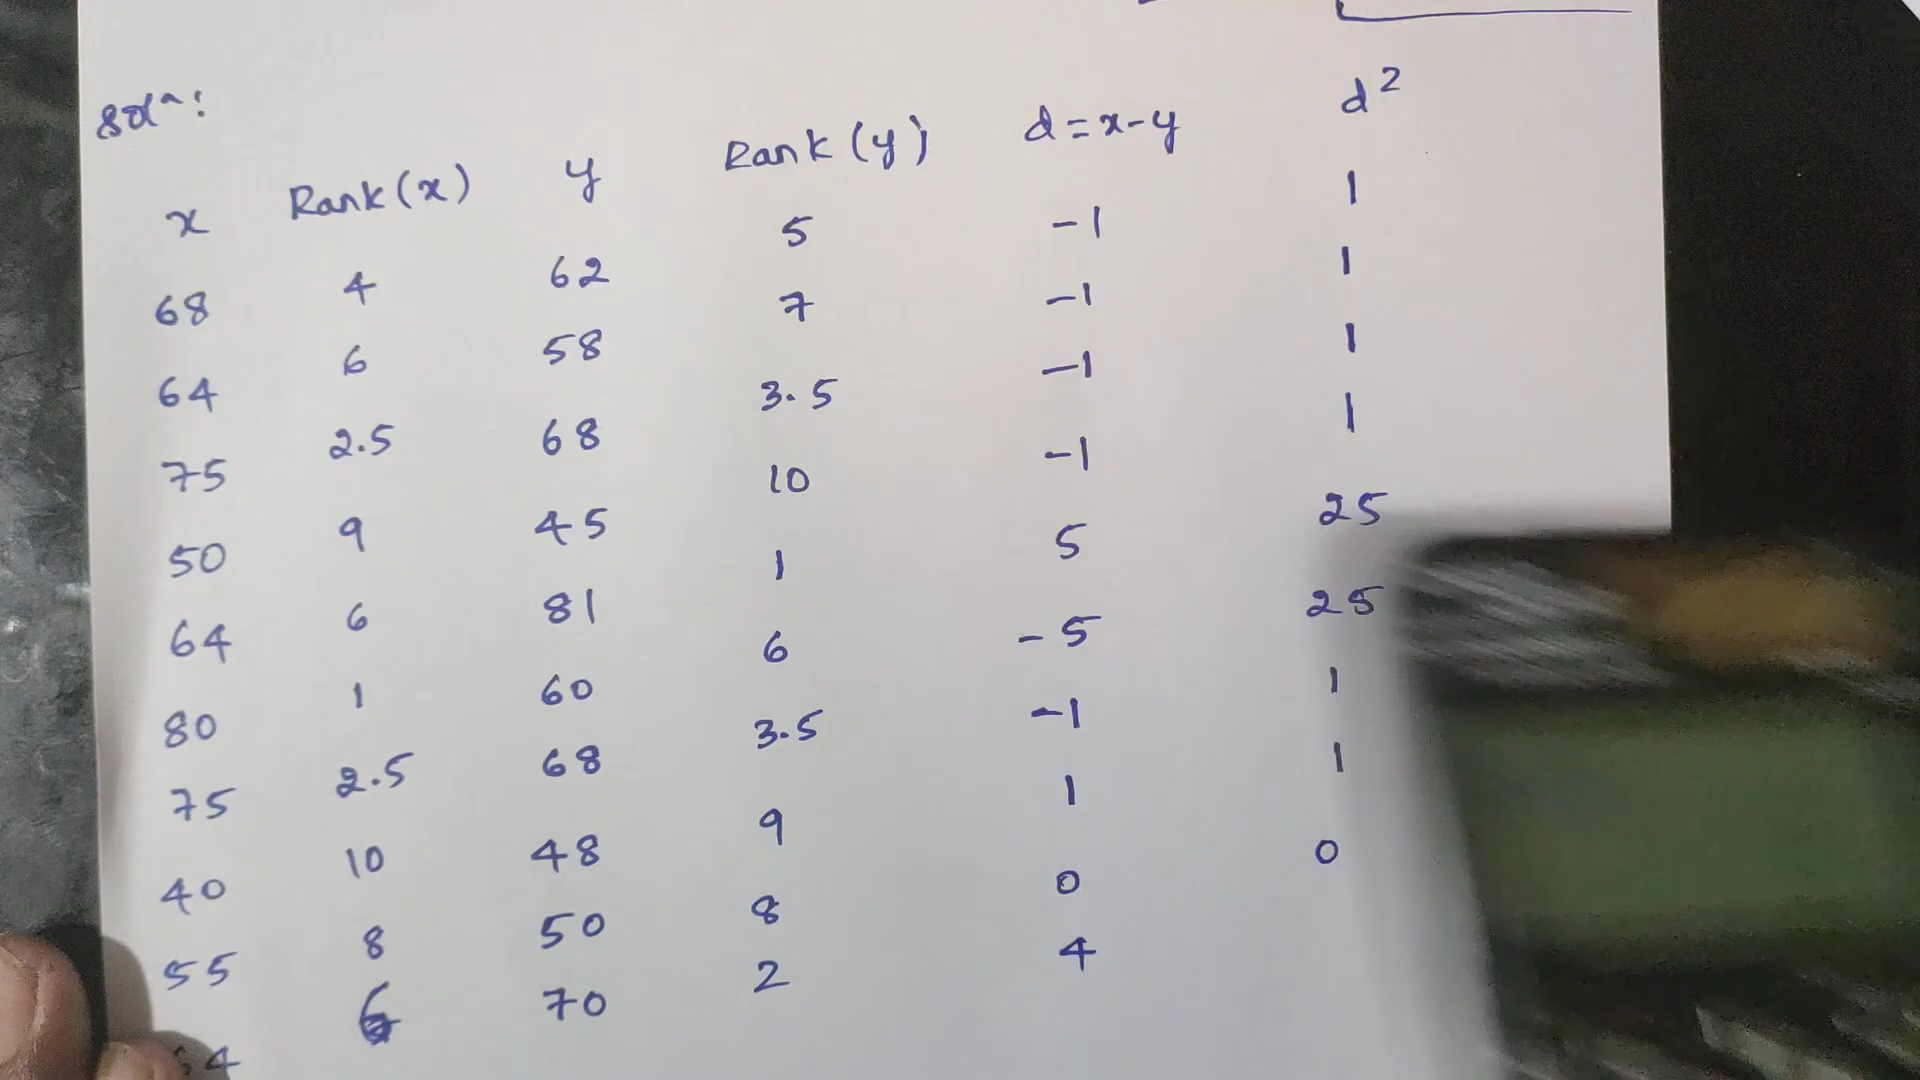 soln:
x Rank(x) y Rank(y) d=x-y d2
68 4 62 5 -1 1
64 6 58 7 -1 1
75 2.5 68 3.5 -1 1
50 9 45 10 -1 1
64 6 81 1 5 25
80 1 60 6 -5 25
75 2.5 68 3.5 -1 1
40 10 48 9 1 1
55 8 50 8 0 0
64 6 70 2 4